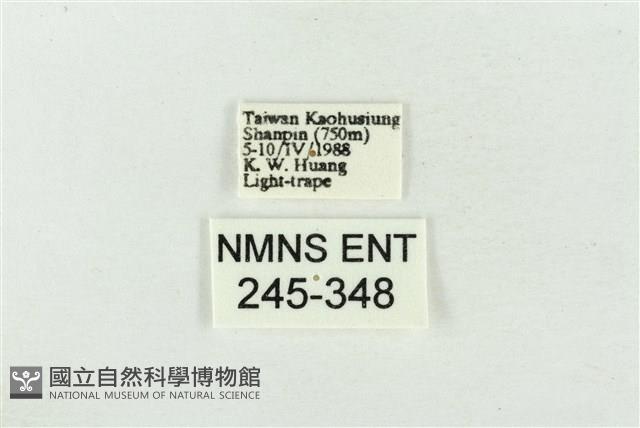 Taiwan Kaohusiung
Shanpin (750m)
5-10/IV/1988
K. W. Huang
Light-trape
NMNS ENT
245-348
國立自然科學博物館
NATIONAL MUSEUM OF NATURAL SCIENCE